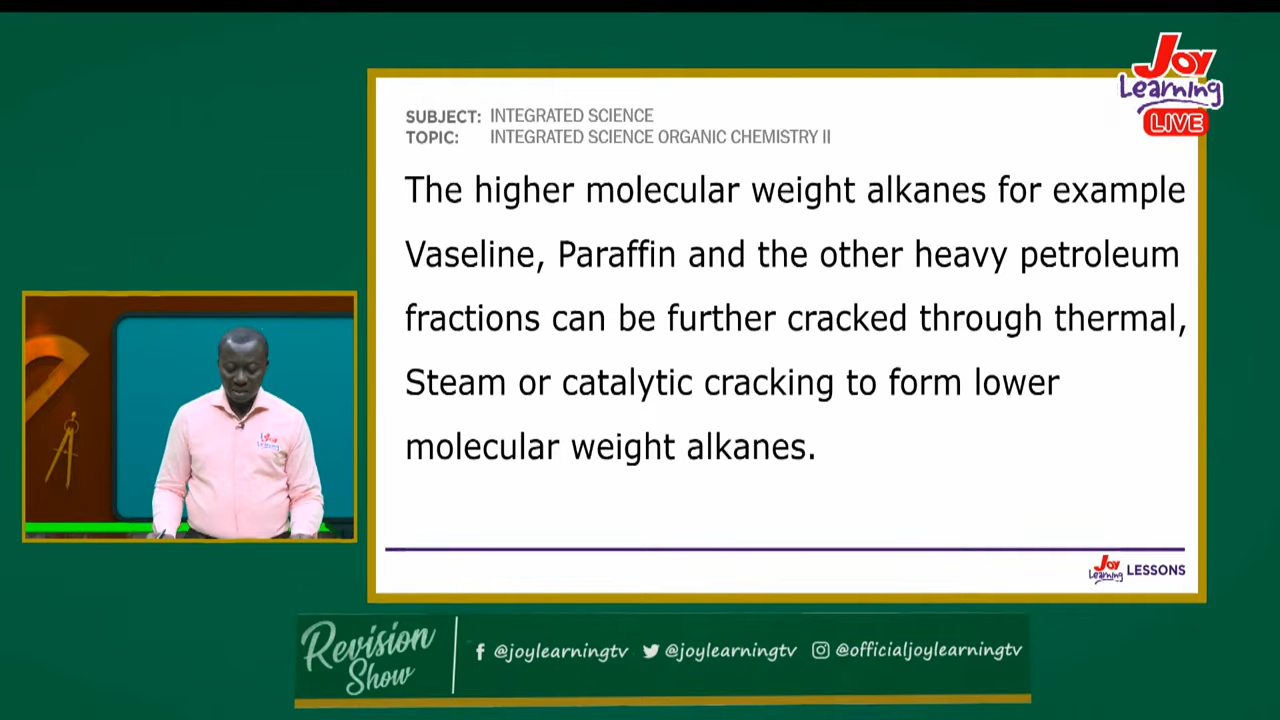 Joy
Learning
LIVE
SUBJECT: INTEGRATED SCIENCE
TOPIC: INTEGRATED SCIENCE ORGANIC CHEMISTRY II
The higher molecular weight alkanes for example
Vaseline, Paraffin and the other heavy petroleum
fractions can be further cracked through thermal,
Steam or catalytic cracking to form lower
molecular weight alkanes.
Joy
Learning LESSONS
Joy
Learning
Revision
Show
@joylearningtv @joylearningtv @officialjoylearningtv